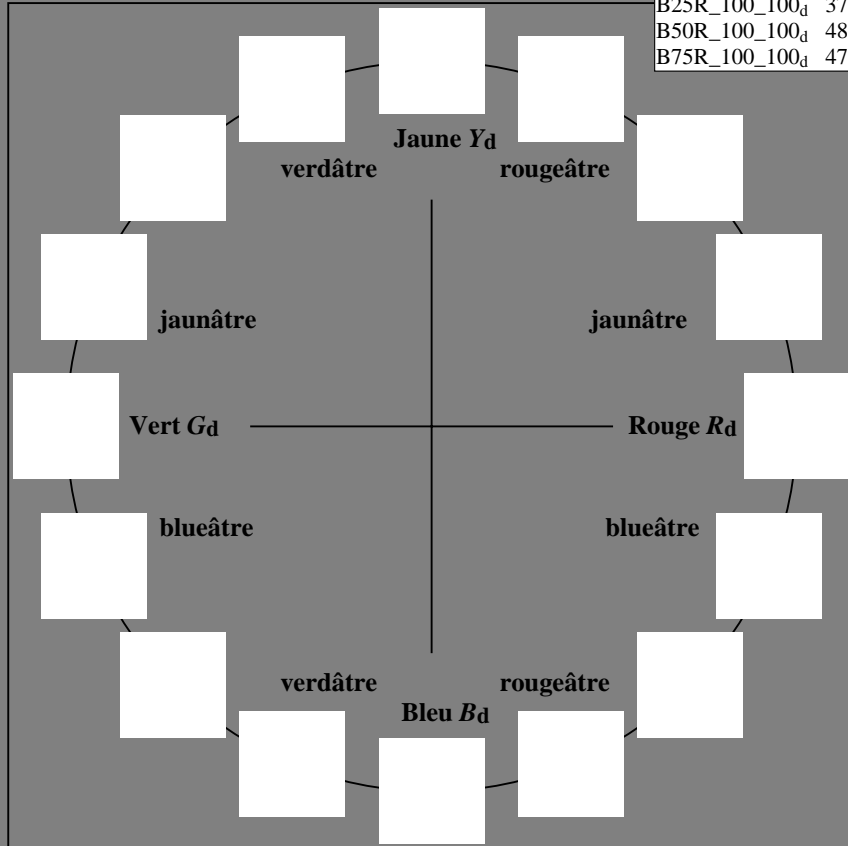 B25R_100_100d 37
B50R_100_100d 48
B75R_100_100d 47
Jaune Yd
verdâtre rougeâtre
jaunâtre jaunâtre
Vert Gd Rouge Rd
blueâtre blueâtre
verdâtre rougeâtre
Bleu Bd